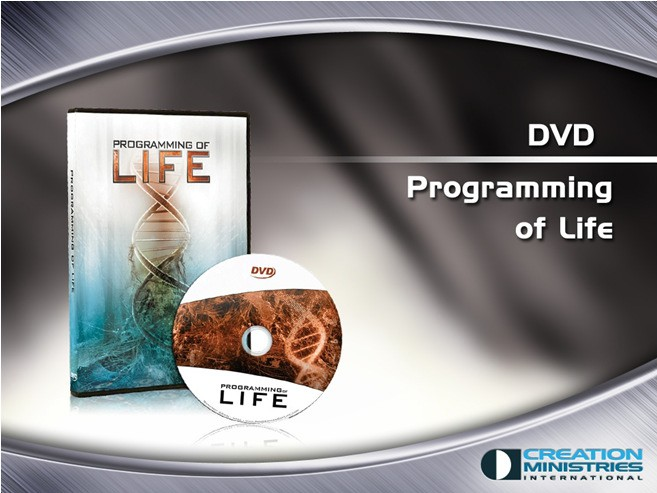 DVD
Programming
of Life
PROGRAMMING OF
LIFE
PROGRAMMING OF LIFE
DVD
PROGRAMMING OF
LIFE
CREATION
MINISTRIES
INTERNATIONAL